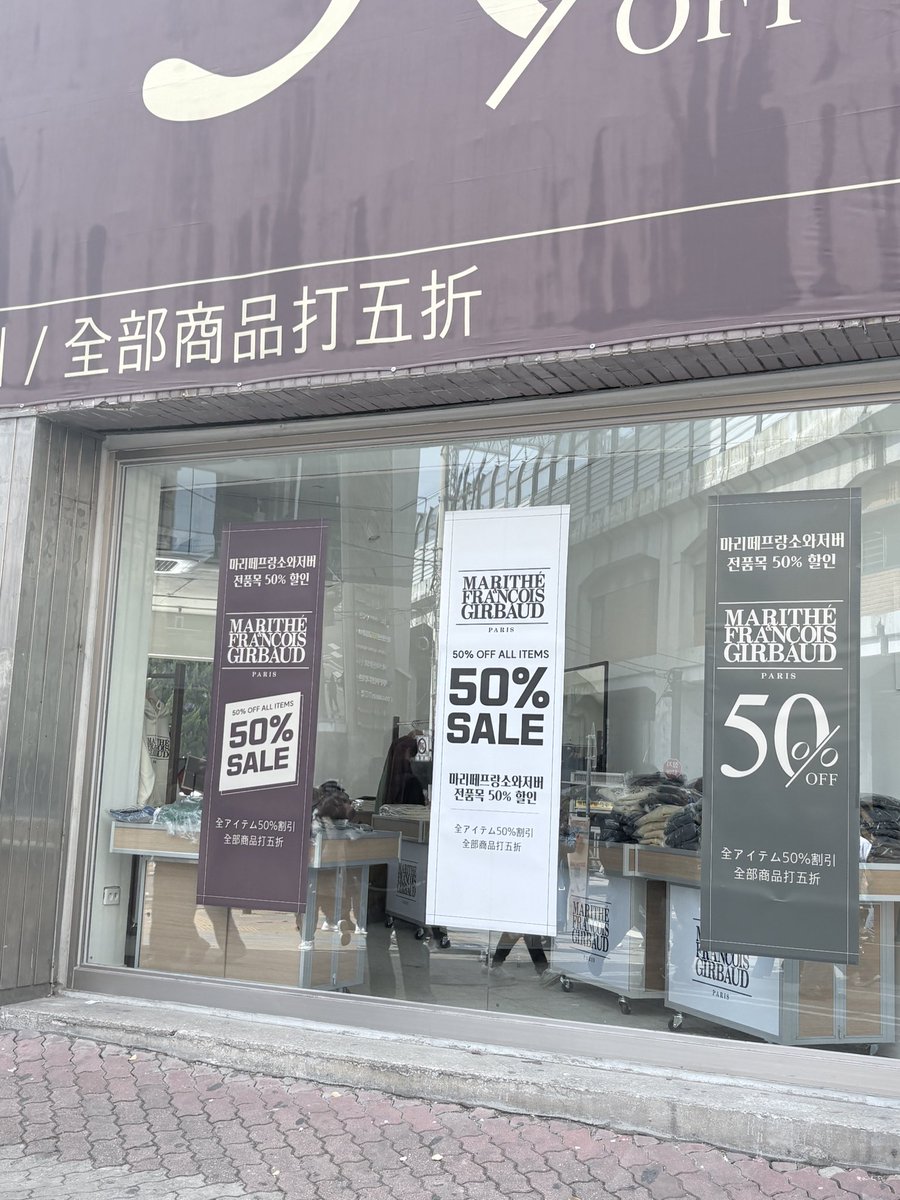 % OFF
/ 全部商品打五折
마리떼프랑소와저버
전품목 50% 할인
MARITHÉ
& FRANÇOIS
GIRBAUD
PARIS
50% OFF ALL ITEMS
50%
SALE
全アイテム50%割引
全部商品打五折
MARITHÉ
& FRANÇOIS
GIRBAUD
PARIS
50% OFF ALL ITEMS
50%
SALE
마리떼프랑소와저버
전품목 50% 할인
全アイテム50%割引
全部商品打五折
마리떼프랑소와저버
전품목 50% 할인
MARITHÉ
& FRANÇOIS
GIRBAUD
PARIS
50%
OFF
全アイテム50%割引
全部商品打五折
MARITHÉ
FRANÇOIS
GIRBAUD
FRANÇOIS
GIRBAUD
PARIS